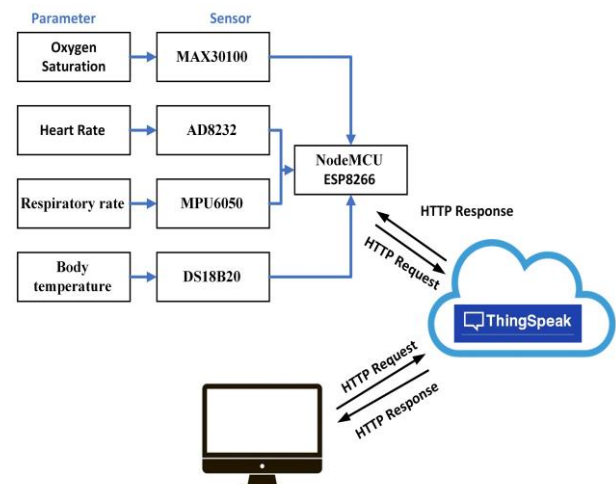 Parameter
Sensor
Oxygen
Saturation
MAX30100
Heart Rate
AD8232
NodeMCU
ESP8266
Respiratory rate
MPU6050
HTTP Response
HTTP Request
Body
temperature
DS18B20
ThingSpeak
HTTP Request
HTTP Response